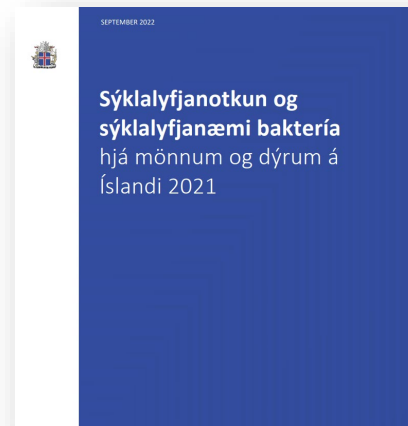 SEPTEMBER 2022
Sýklalyfjanotkun og
sýklalyfjanæmi baktería
hjá mönnum og dýrum á
Íslandi 2021